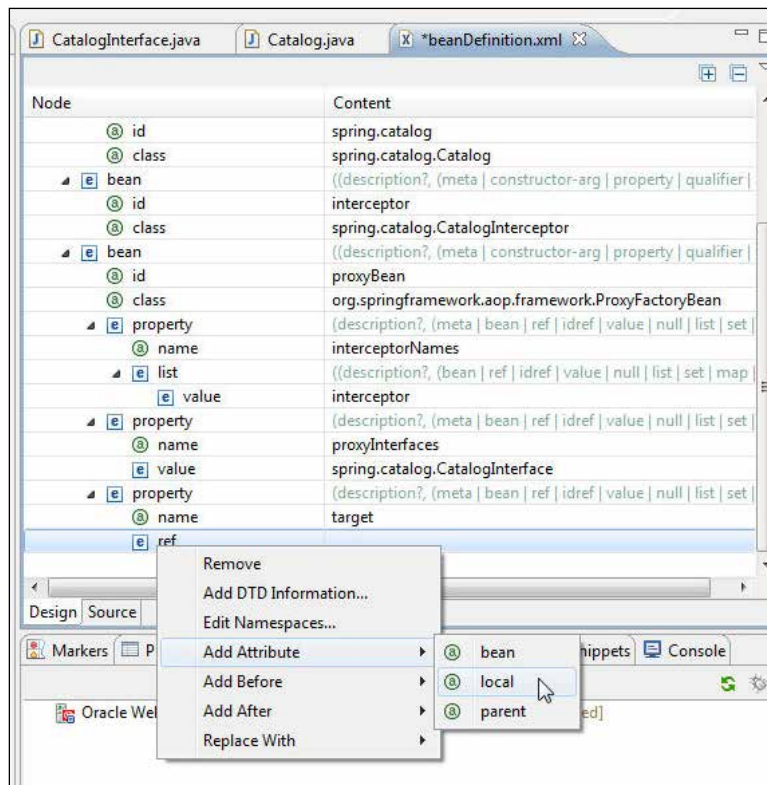 CatalogInterface.java Catalog.java *beanDefinition.xml
Node Content
id spring.catalog
class spring.catalog.Catalog
bean ((description?, (meta | constructor-arg | property | qualifier |
id interceptor
class spring.catalog.CatalogInterceptor
bean ((description?, (meta | constructor-arg | property | qualifier |
id proxyBean
class org.springframework.aop.framework.ProxyFactoryBean
property (description?, (meta | bean | ref | idref | value | null | list | set |
name interceptorNames
list ((description?, (bean | ref | idref | value | null | list | set | map |
value interceptor
property (description?, (meta | bean | ref | idref | value | null | list | set |
name proxyInterfaces
value spring.catalog.CatalogInterface
property (description?, (meta | bean | ref | idref | value | null | list | set |
name target
ref
Remove
Add DTD Information...
Design Source
Edit Namespaces...
Markers P Add Attribute bean hippets Console
Add Before local
Oracle Wel Add After parent ed]
Replace With